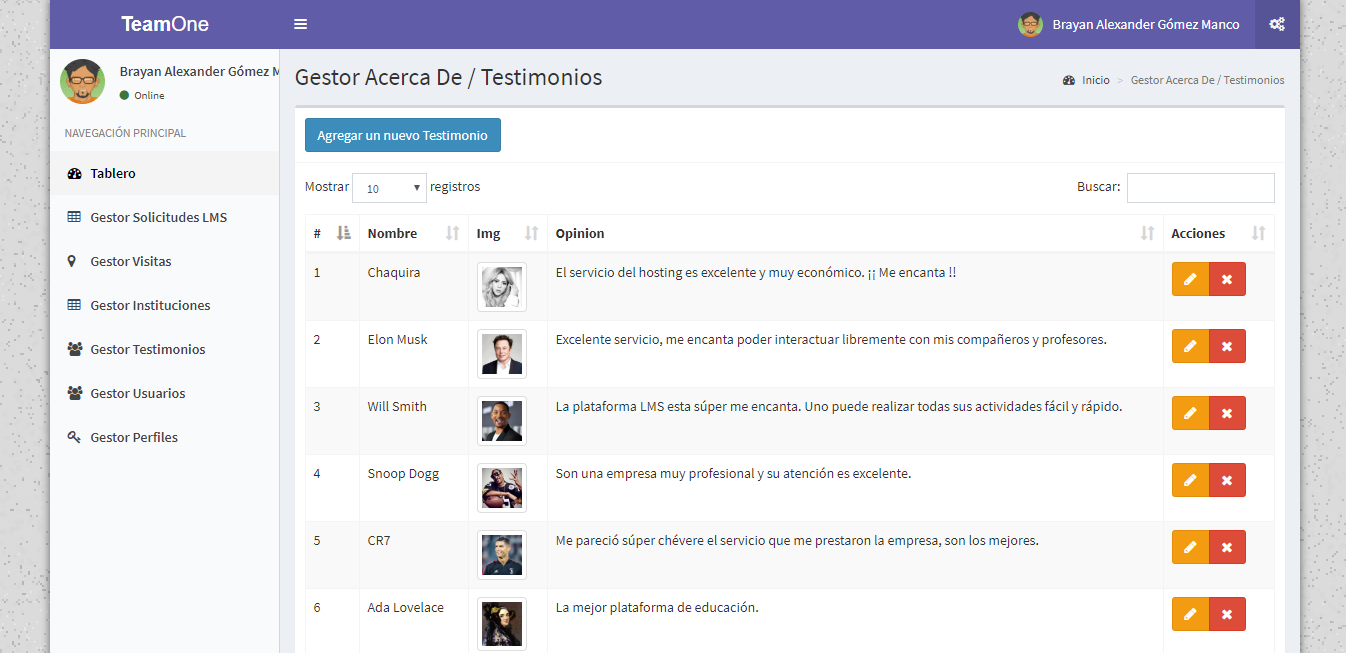 TeamOne
Brayan Alexander Gómez Manco
Brayan Alexander Gómez M
Online
NAVEGACIÓN PRINCIPAL
Tablero
Gestor Solicitudes LMS
Gestor Visitas
Gestor Instituciones
Gestor Testimonios
Gestor Usuarios
Gestor Perfiles
Gestor Acerca De / Testimonios
Inicio > Gestor Acerca De / Testimonios
Agregar un nuevo Testimonio
Mostrar 10 registros
Buscar:
# Nombre Img Opinion Acciones
1 Chaquira El servicio del hosting es excelente y muy económico. ¡¡ Me encanta !!
2 Elon Musk Excelente servicio, me encanta poder interactuar libremente con mis compañeros y profesores.
3 Will Smith La plataforma LMS esta súper me encanta. Uno puede realizar todas sus actividades fácil y rápido.
4 Snoop Dogg Son una empresa muy profesional y su atención es excelente.
5 CR7 Me pareció súper chévere el servicio que me prestaron la empresa, son los mejores.
6 Ada Lovelace La mejor plataforma de educación.